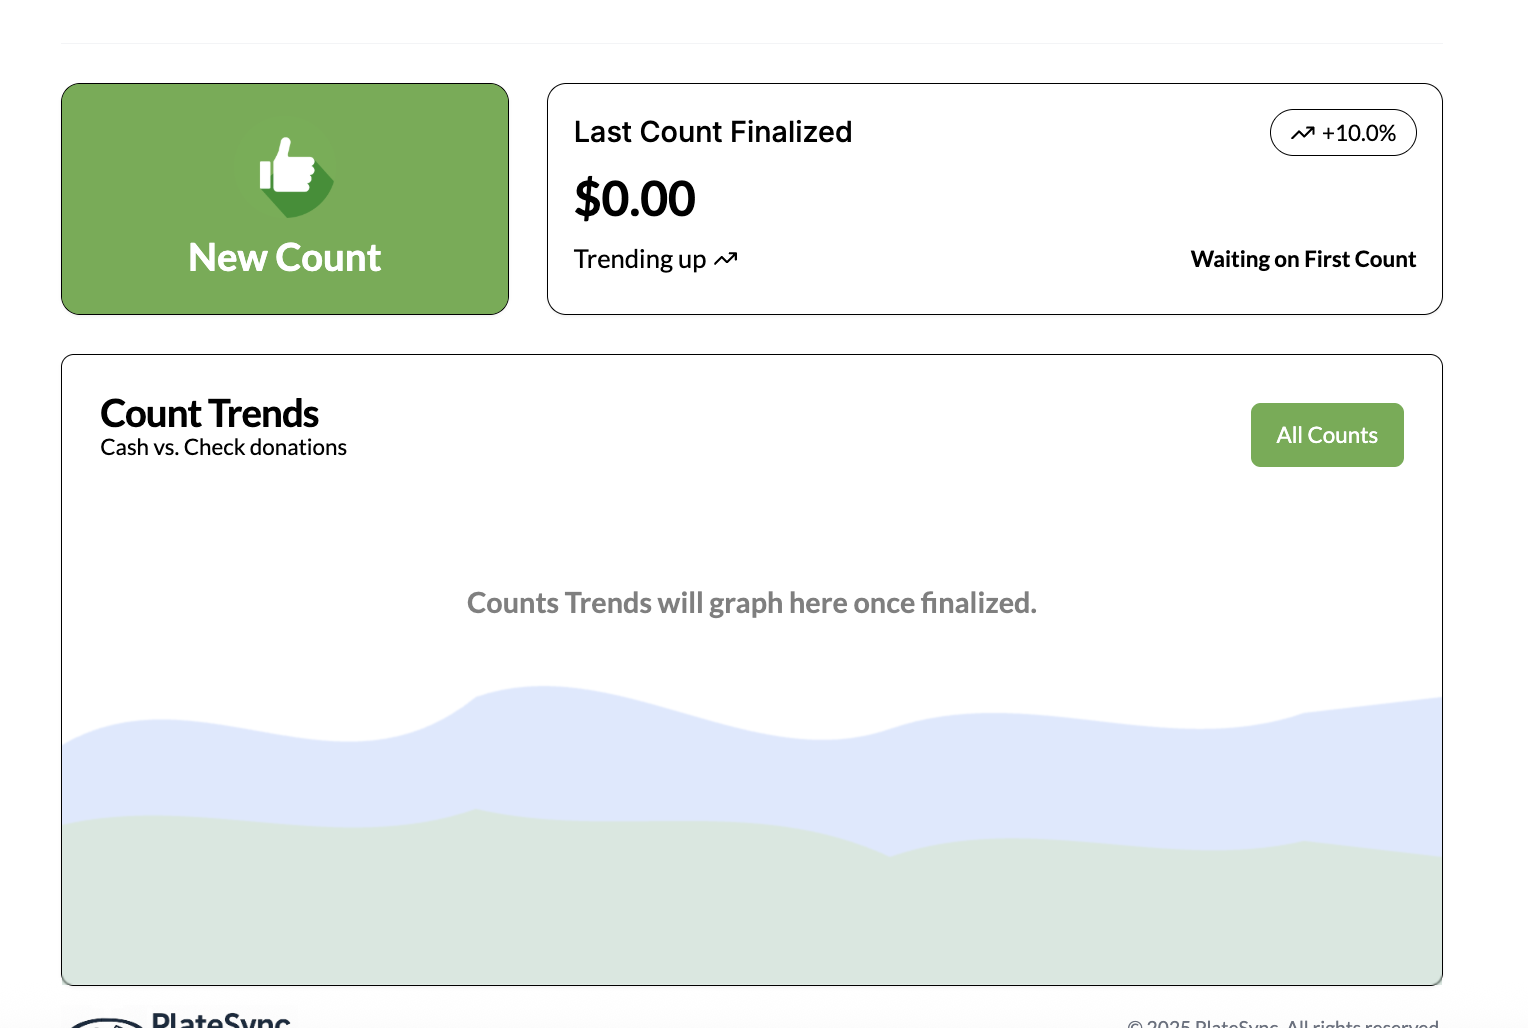 New Count
Last Count Finalized
+10.0%
$0.00
Trending up
Waiting on First Count
Count Trends
Cash vs. Check donations
All Counts
Counts Trends will graph here once finalized.
PlateSync
© 2025 PlateSync. All rights reserved.